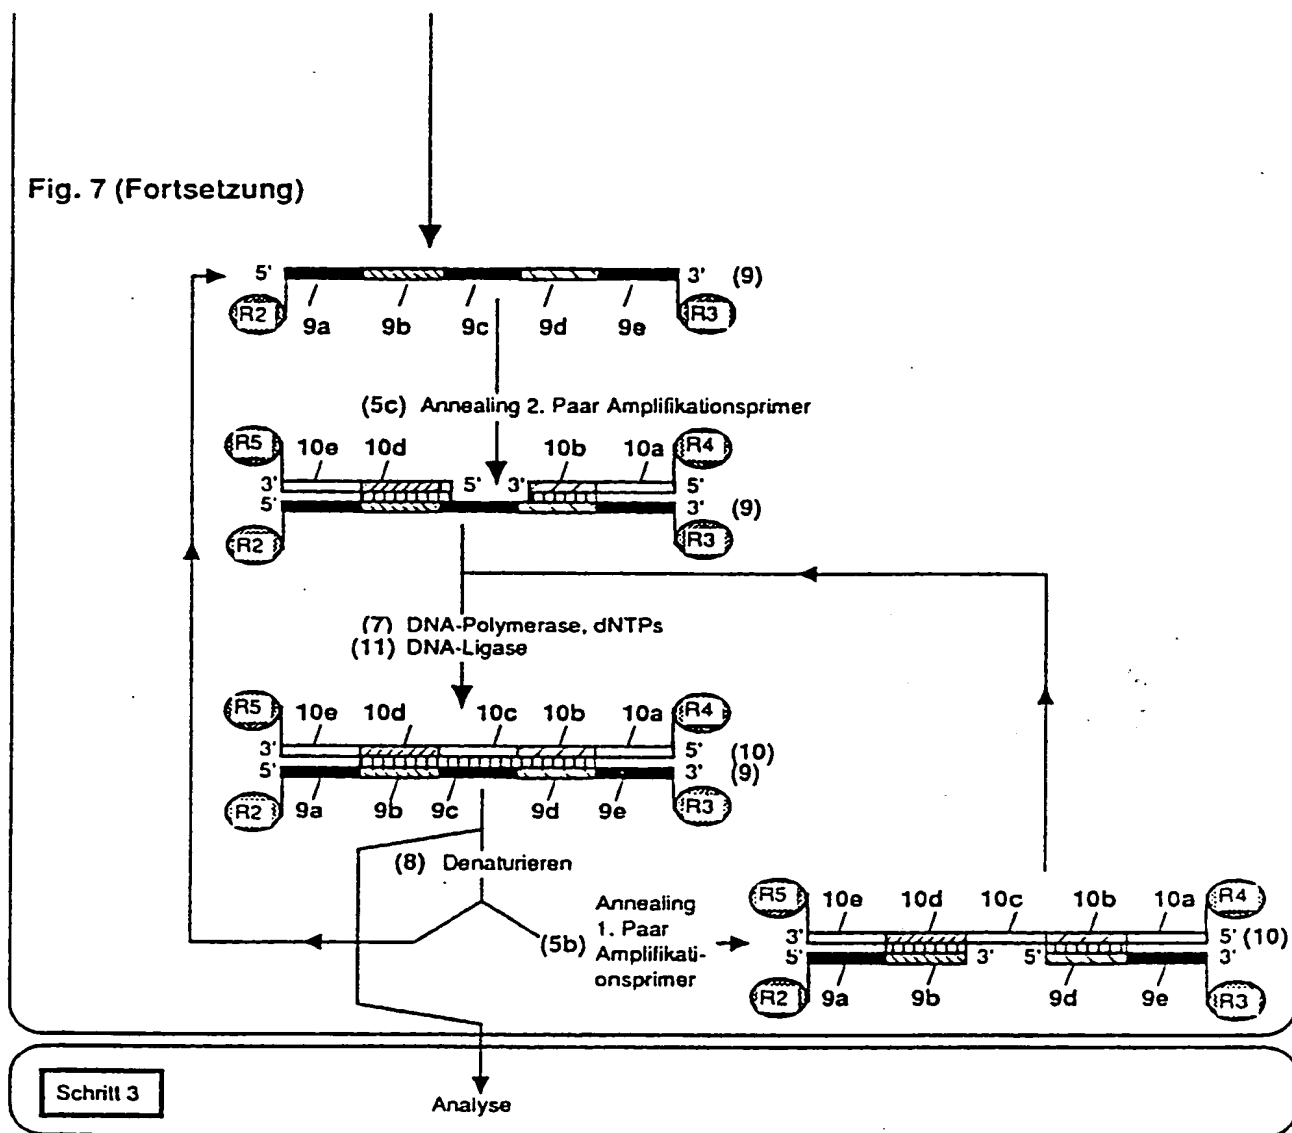 Fig. 7 (Fortsetzung)
5' 3' (9)
R2 R3
9a 9b 9c 9d 9e
(5c) Annealing 2. Paar Amplifikationsprimer
R5 10e 10d 10b 10a R4
3' 5' 3' 5'
5' 3' (9)
R2 R3
(7) DNA-Polymerase, dNTPs
(11) DNA-Ligase
R5 10e 10d 10c 10b 10a R4
3' 5' (10)
5' 3' (9)
R2 9a 9b 9c 9d 9e R3
(8) Denaturieren
(5b) Annealing
1. Paar
Amplifikati-
onsprimer
R5 10e 10d 10c 10b 10a R4
3' 5' (10)
5' 3' 5' 3'
R2 9a 9b 9d 9e R3
Schritt 3
Analyse